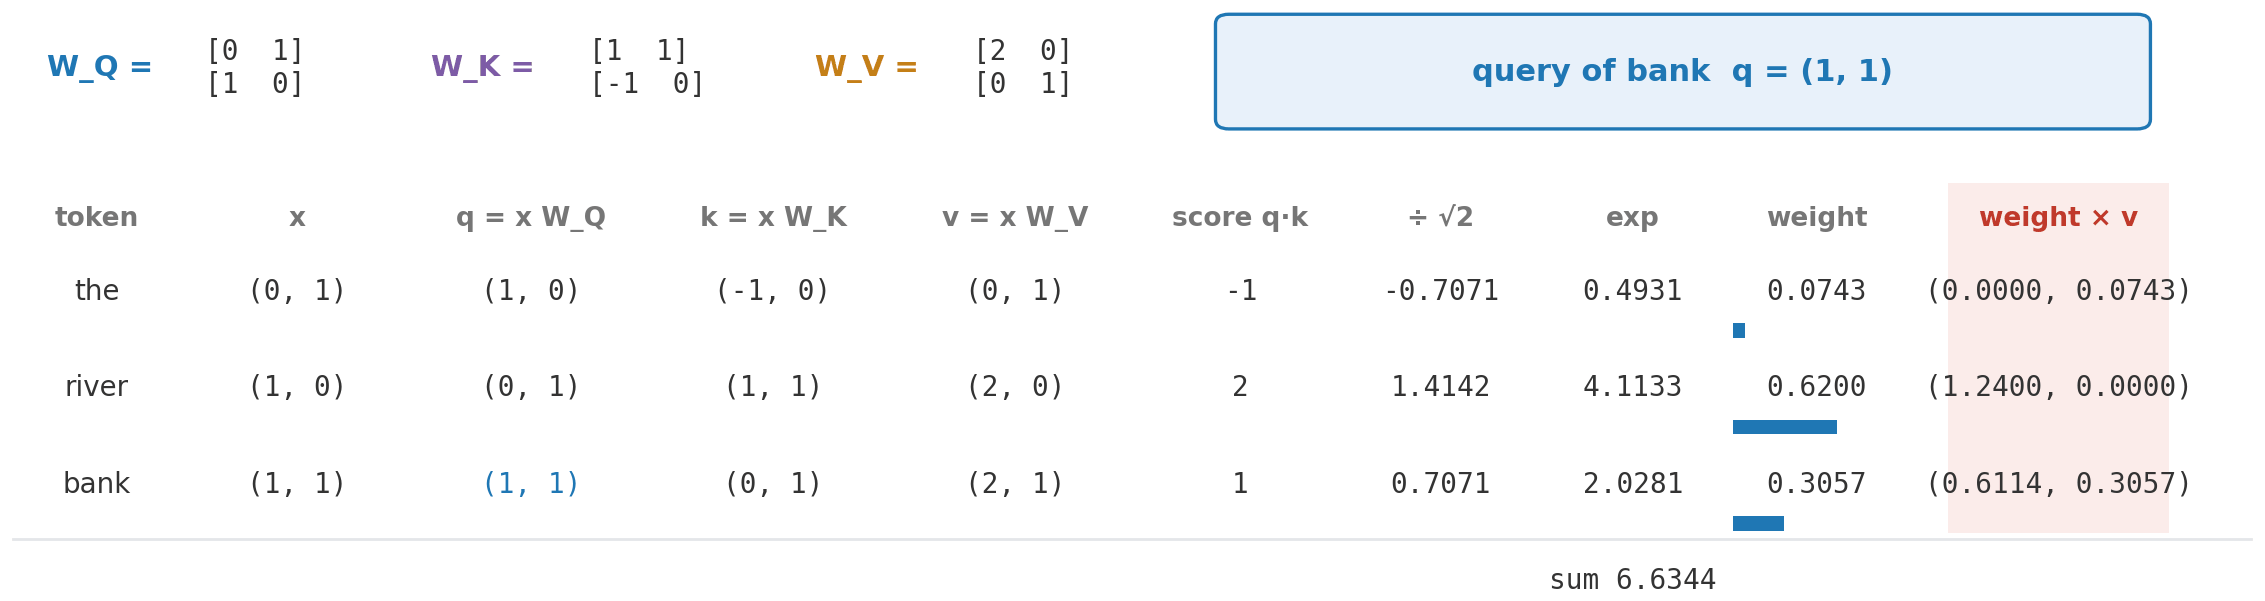 W_Q = [0  1] W_K = [1  1] W_V = [2  0] query of bank  q = (1, 1)
[1  0] [-1  0] [0  1]
token x q = x W_Q k = x W_K v = x W_V score q·k ÷ √2 exp weight weight × v
the (0, 1) (1, 0) (-1, 0) (0, 1) -1 -0.7071 0.4931 0.0743 (0.0000, 0.0743)
river (1, 0) (0, 1) (1, 1) (2, 0) 2 1.4142 4.1133 0.6200 (1.2400, 0.0000)
bank (1, 1) (1, 1) (0, 1) (2, 1) 1 0.7071 2.0281 0.3057 (0.6114, 0.3057)
sum 6.6344